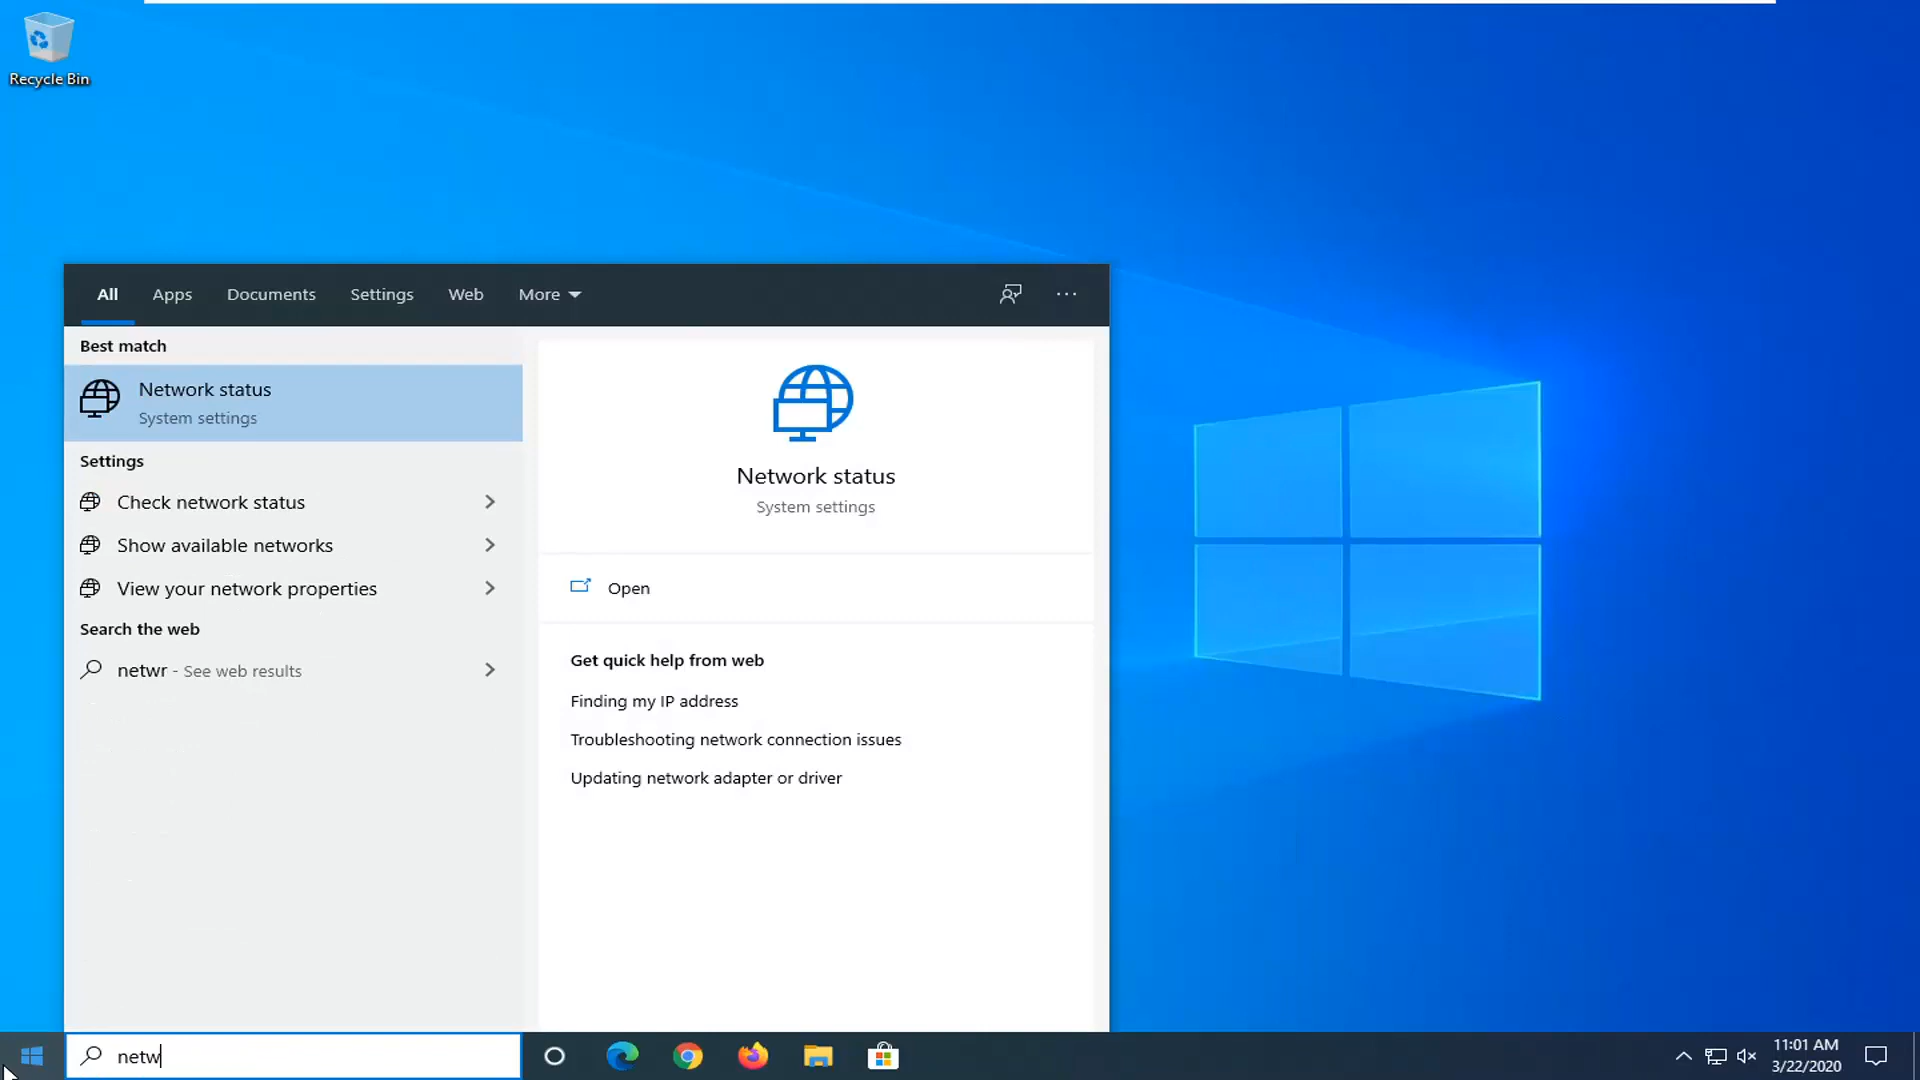 Recycle Bin
All Apps Documents Settings Web More
Best match
Network status
System settings
Settings
Check network status
Show available networks
View your network properties
Search the web
netwr - See web results
Network status
System settings
Open
Get quick help from web
Finding my IP address
Troubleshooting network connection issues
Updating network adapter or driver
netw
11:01 AM
3/22/2020